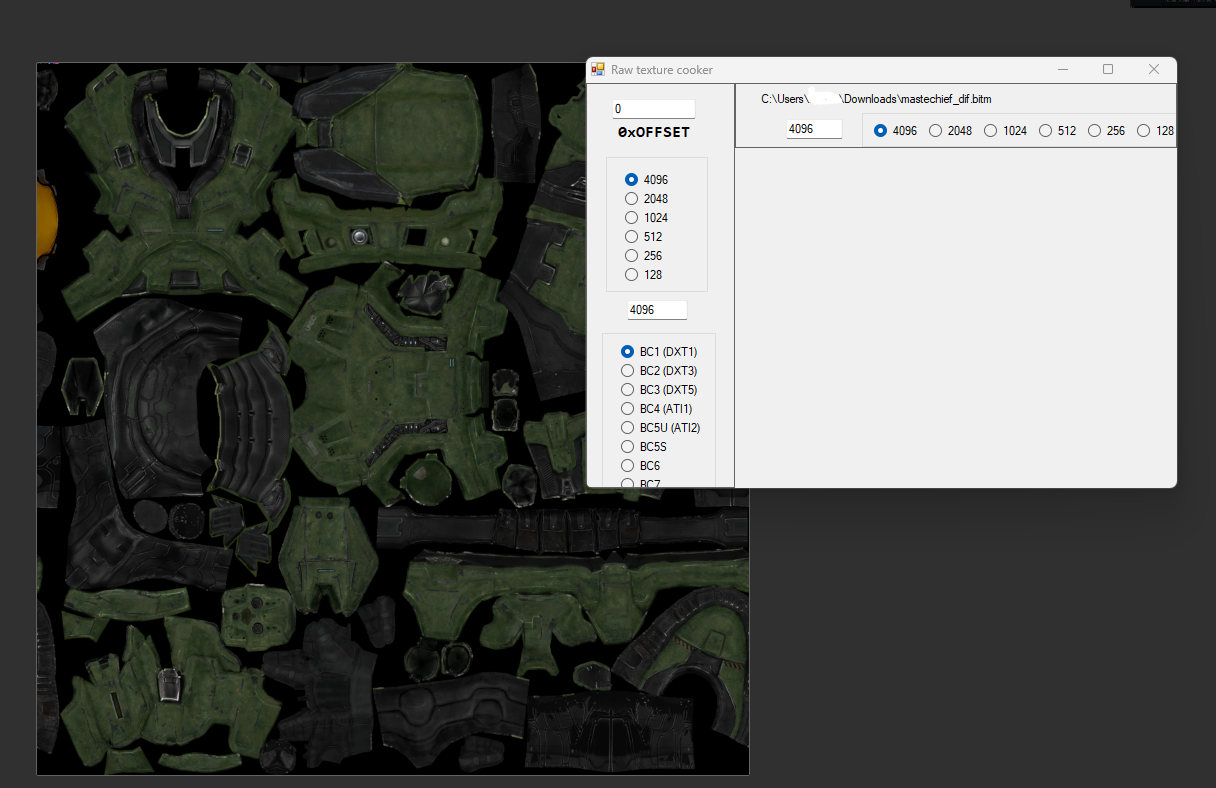 Raw texture cooker
0
0xOFFSET
4096
2048
1024
512
256
128
4096
BC1 (DXT1)
BC2 (DXT3)
BC3 (DXT5)
BC4 (ATI1)
BC5U (ATI2)
BC5S
BC6
BC7
C:\Users\ \Downloads\mastechief_dif.bitm
4096
4096 2048 1024 512 256 128